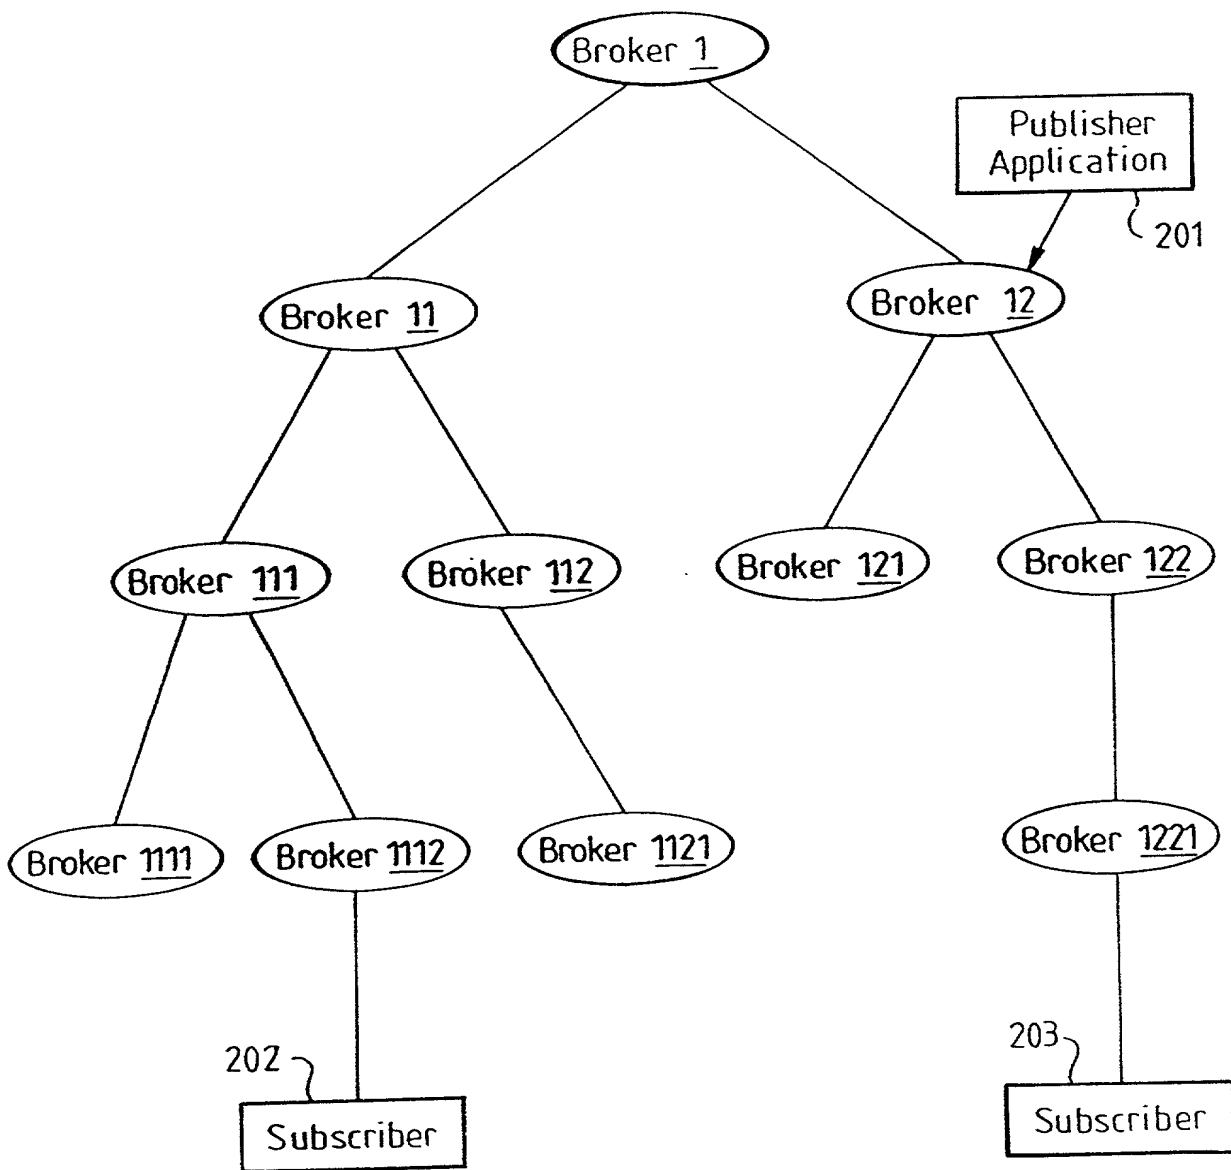 Broker 1
Publisher
Application
201
Broker 11
Broker 12
Broker 111
Broker 112
Broker 121
Broker 122
Broker 1111
Broker 1112
Broker 1121
Broker 1221
202
203
Subscriber
Subscriber